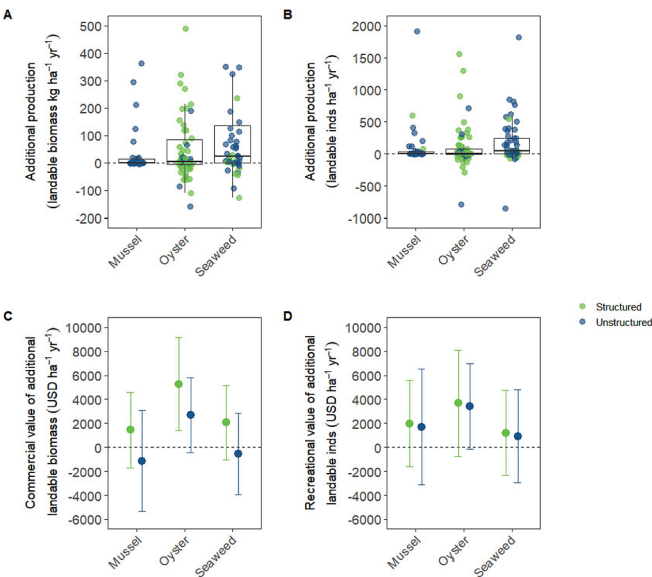 A
Additional production
(landable biomass kg ha⁻¹ yr⁻¹)
500
400
300
200
100
0
-100
-200
Mussel
Oyster
Seaweed
B
Additional production
(landable inds ha⁻¹ yr⁻¹)
2000
1500
1000
500
0
-500
-1000
Mussel
Oyster
Seaweed
Structured
Unstructured
C
Commercial value of additional
landable biomass (USD ha⁻¹ yr⁻¹)
10000
8000
6000
4000
2000
0
-2000
-4000
-6000
Mussel
Oyster
Seaweed
D
Recreational value of additional
landable inds (USD ha⁻¹ yr⁻¹)
10000
8000
6000
4000
2000
0
-2000
-4000
-6000
Mussel
Oyster
Seaweed